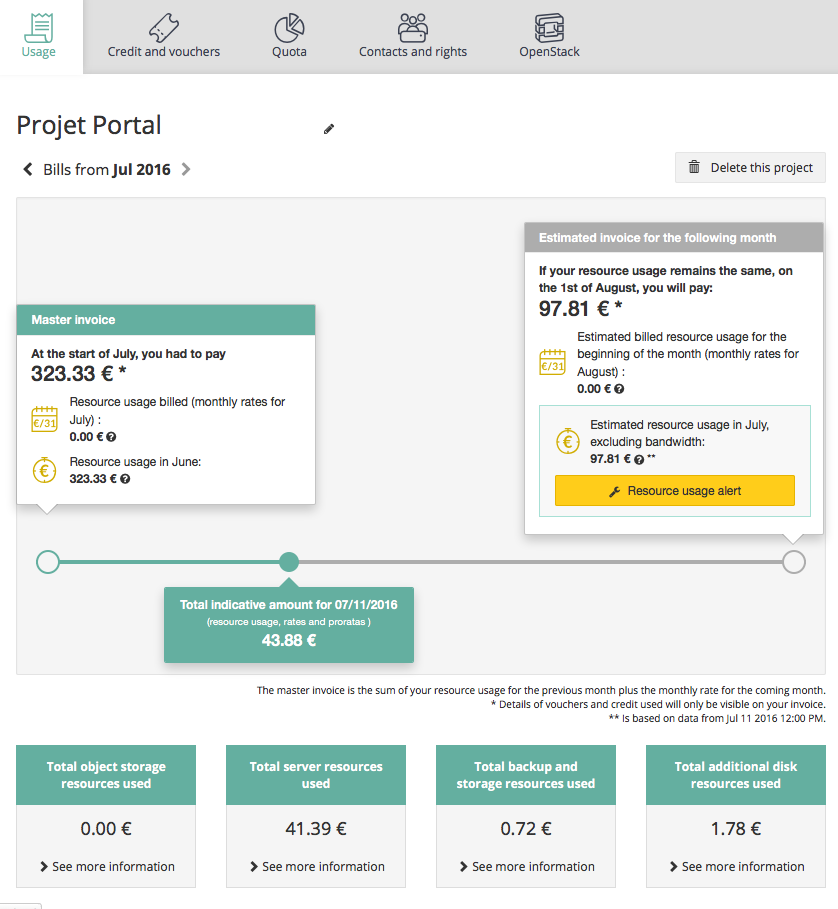 Usage
Credit and vouchers
Quota
Contacts and rights
OpenStack
Projet Portal
Bills from Jul 2016
Delete this project
Estimated invoice for the following month
If your resource usage remains the same, on
the 1st of August, you will pay:
97.81 € *
Estimated billed resource usage for the
beginning of the month (monthly rates for
August) :
0.00 €
€/31
Estimated resource usage in July,
excluding bandwidth:
97.81 € **
Resource usage alert
Master invoice
At the start of July, you had to pay
323.33 € *
Resource usage billed (monthly rates for
July) :
0.00 €
€/31
Resource usage in June:
323.33 €
Total indicative amount for 07/11/2016
(resource usage, rates and proratas )
43.88 €
The master invoice is the sum of your resource usage for the previous month plus the monthly rate for the coming month.
* Details of vouchers and credit used will only be visible on your invoice.
** Is based on data from Jul 11 2016 12:00 PM.
Total object storage
resources used
0.00 €
See more information
Total server resources
used
41.39 €
See more information
Total backup and
storage resources used
0.72 €
See more information
Total additional disk
resources used
1.78 €
See more information